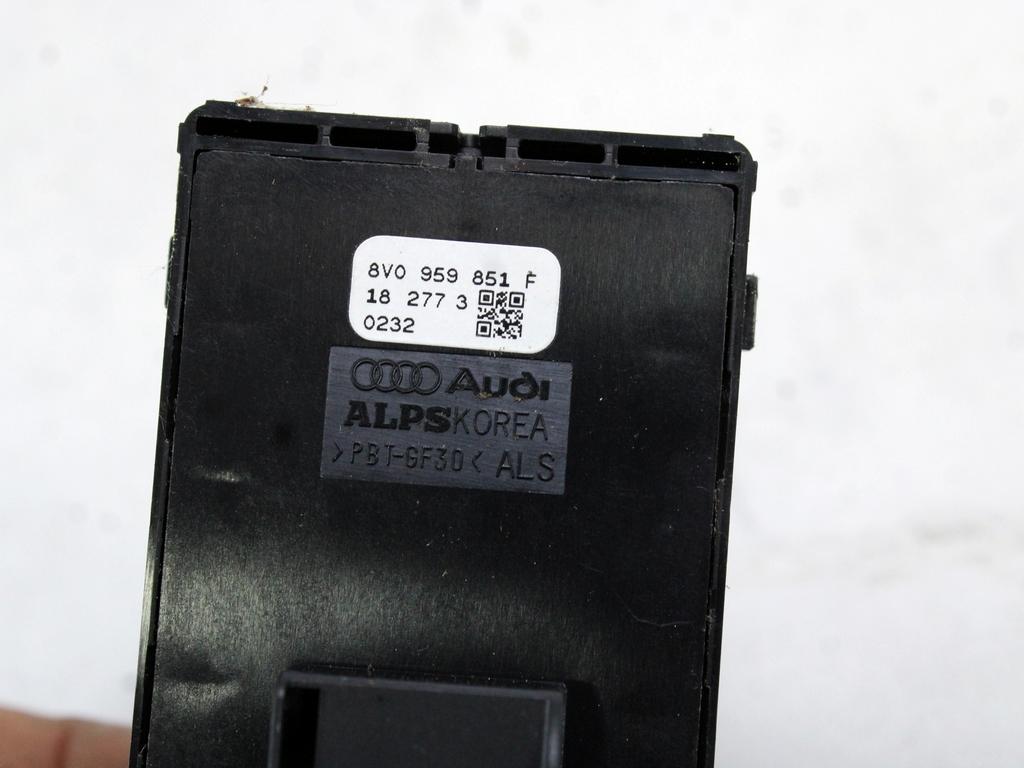 8V0 959 851 F
18 277 3
0232
Audi
ALPS KOREA
>PBT-GF30< ALS